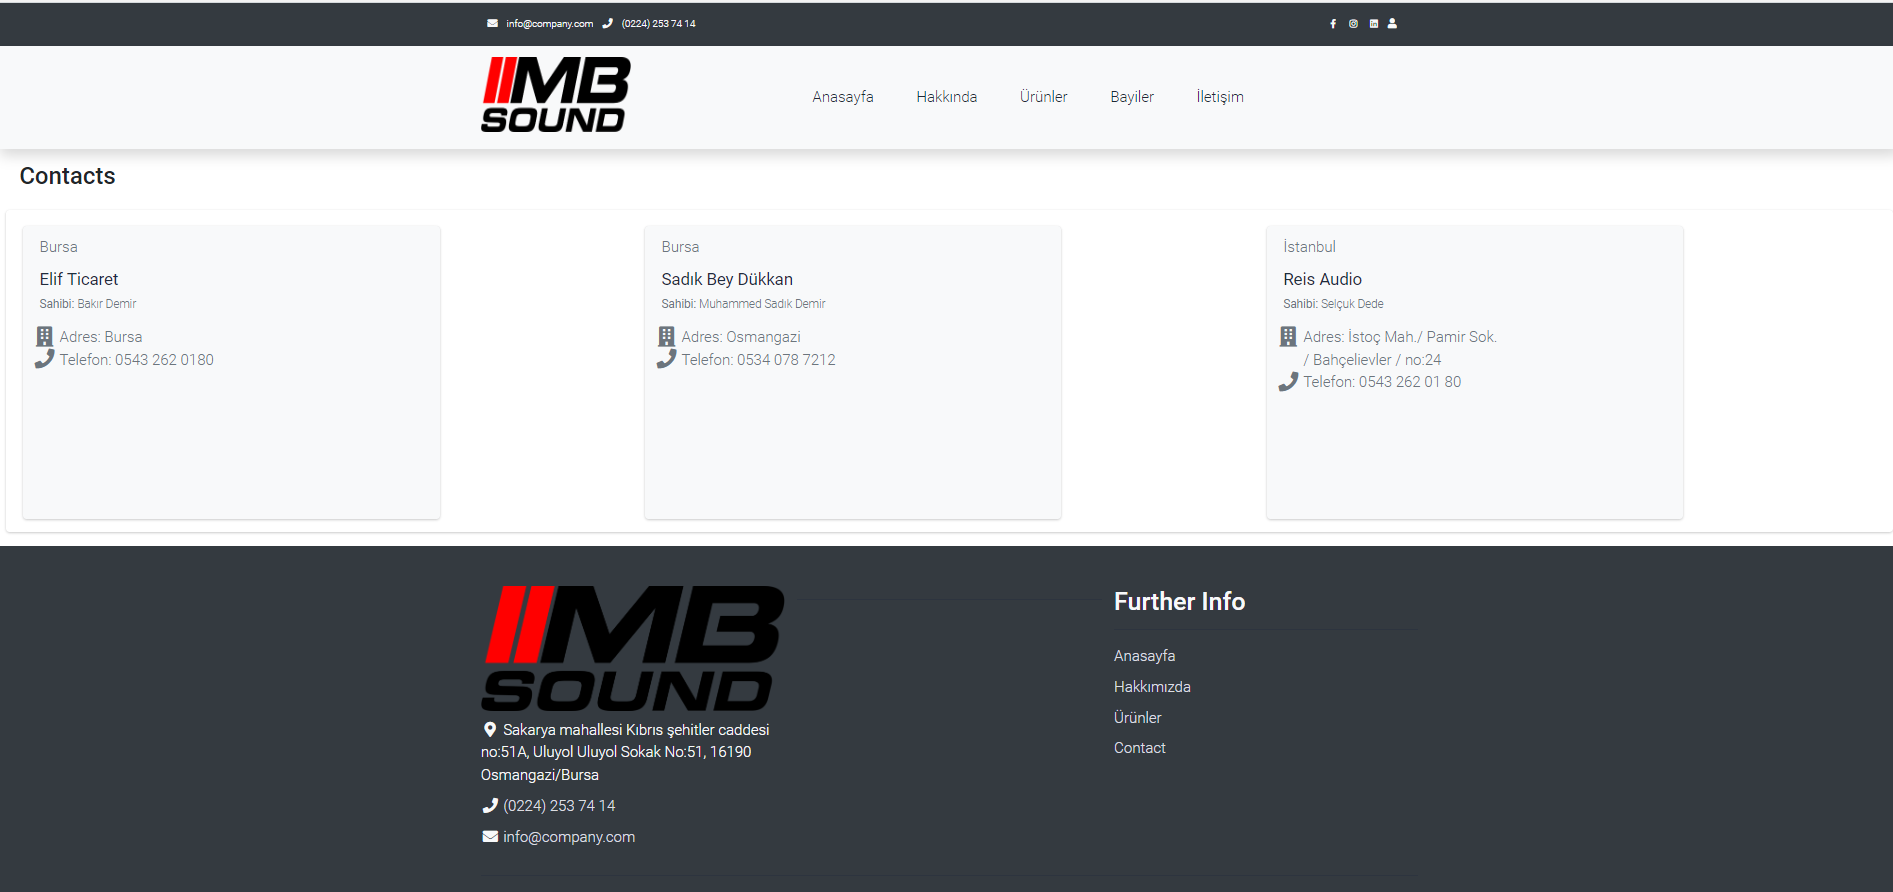 info@company.com (0224) 253 74 14
MB
SOUND
Anasayfa Hakkında Ürünler Bayiler İletişim
Contacts
Bursa
Elif Ticaret
Sahibi: Bakır Demir
Adres: Bursa
Telefon: 0543 262 0180
Bursa
Sadık Bey Dükkan
Sahibi: Muhammed Sadık Demir
Adres: Osmangazi
Telefon: 0534 078 7212
İstanbul
Reis Audio
Sahibi: Selçuk Dede
Adres: İstoç Mah./ Pamir Sok.
/ Bahçelievler / no:24
Telefon: 0543 262 01 80
MB
SOUND
Sakarya mahallesi Kıbrıs şehitler caddesi
no:51A, Uluyol Uluyol Sokak No:51, 16190
Osmangazi/Bursa
(0224) 253 74 14
info@company.com
Further Info
Anasayfa
Hakkımızda
Ürünler
Contact